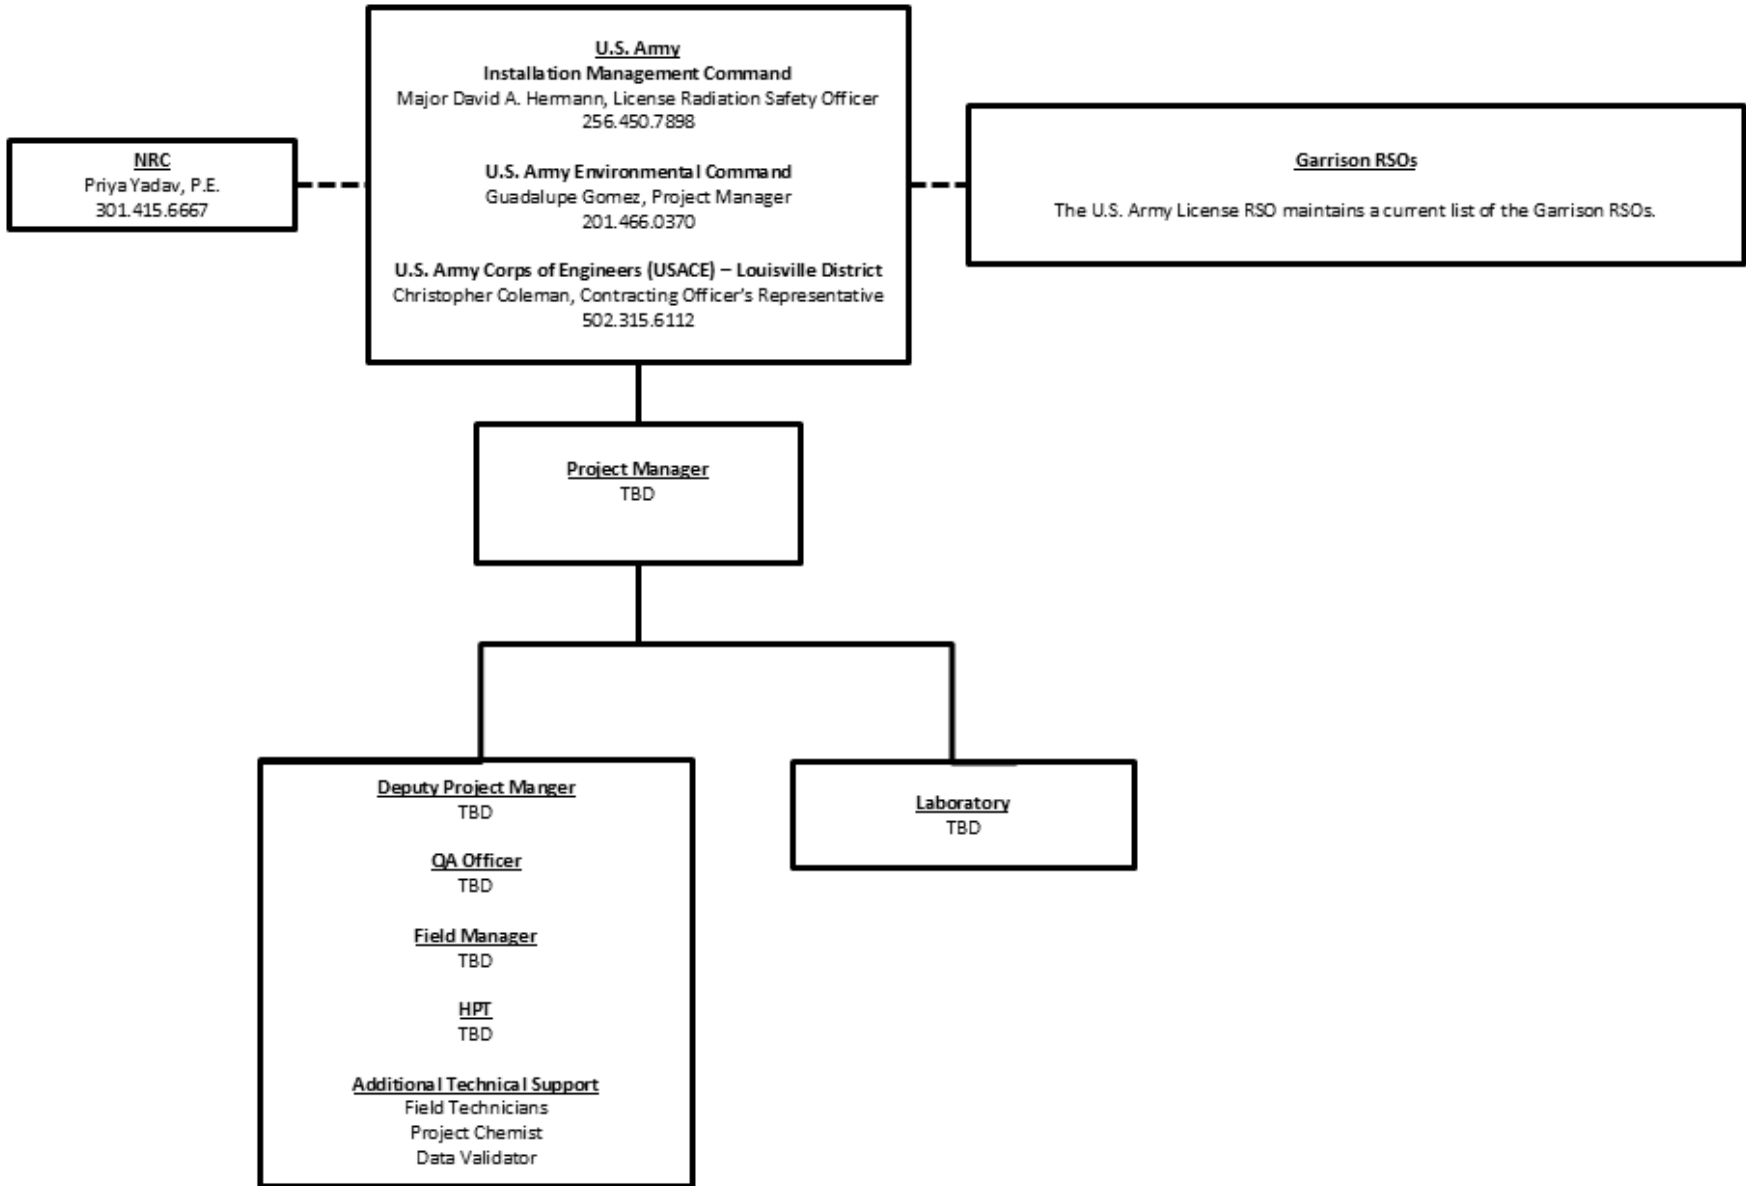 U.S. Army
Installation Management Command
Major David A. Hermann, License Radiation Safety Officer
256.450.7898
U.S. Army Environmental Command
Guadalupe Gomez, Project Manager
201.466.0370
U.S. Army Corps of Engineers (USACE) – Louisville District
Christopher Coleman, Contracting Officer's Representative
502.315.6112
NRC
Priya Yadav, P.E.
301.415.6667
Garrison RSOs
The U.S. Army License RSO maintains a current list of the Garrison RSOs.
Project Manager
TBD
Deputy Project Manger
TBD
QA Officer
TBD
Field Manager
TBD
HPT
TBD
Additional Technical Support
Field Technicians
Project Chemist
Data Validator
Laboratory
TBD